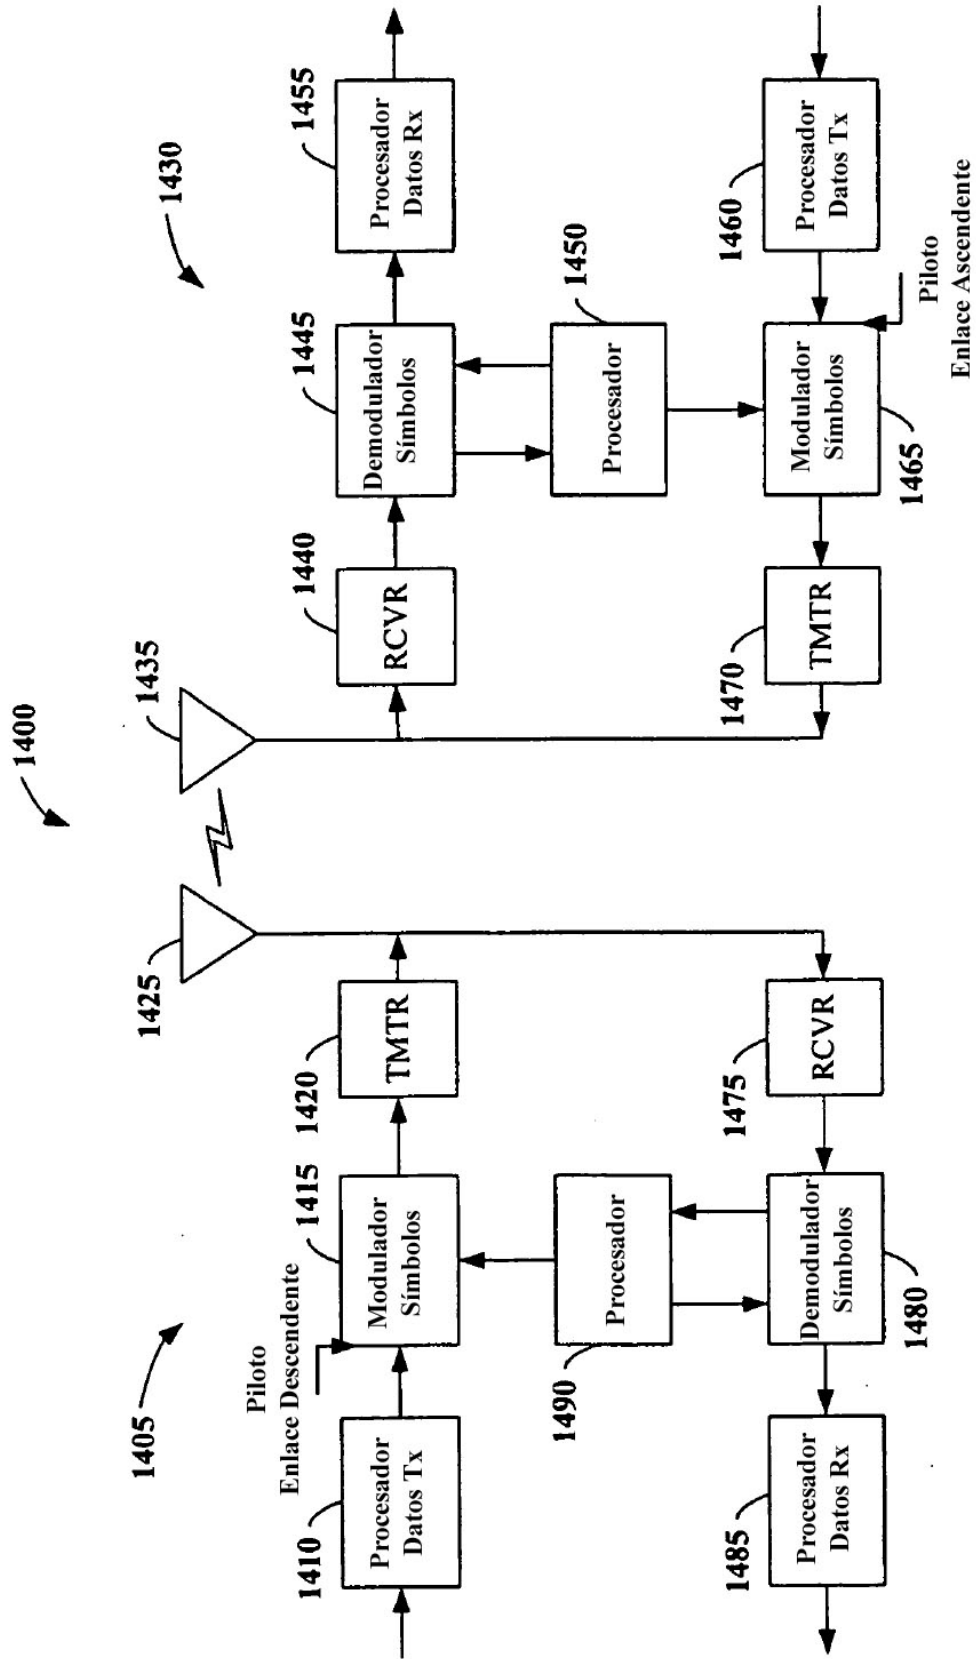 1400
1405
1430
1425
1435
Piloto
Enlace Descendente
1410
Procesador
Datos Tx
1415
Modulador
Símbolos
1420
TMTR
1440
RCVR
1445
Demodulador
Símbolos
1455
Procesador
Datos Rx
1490
Procesador
1450
Procesador
1485
Procesador
Datos Rx
1480
Demodulador
Símbolos
1475
RCVR
1470
TMTR
1465
Modulador
Símbolos
1460
Procesador
Datos Tx
Piloto
Enlace Ascendente